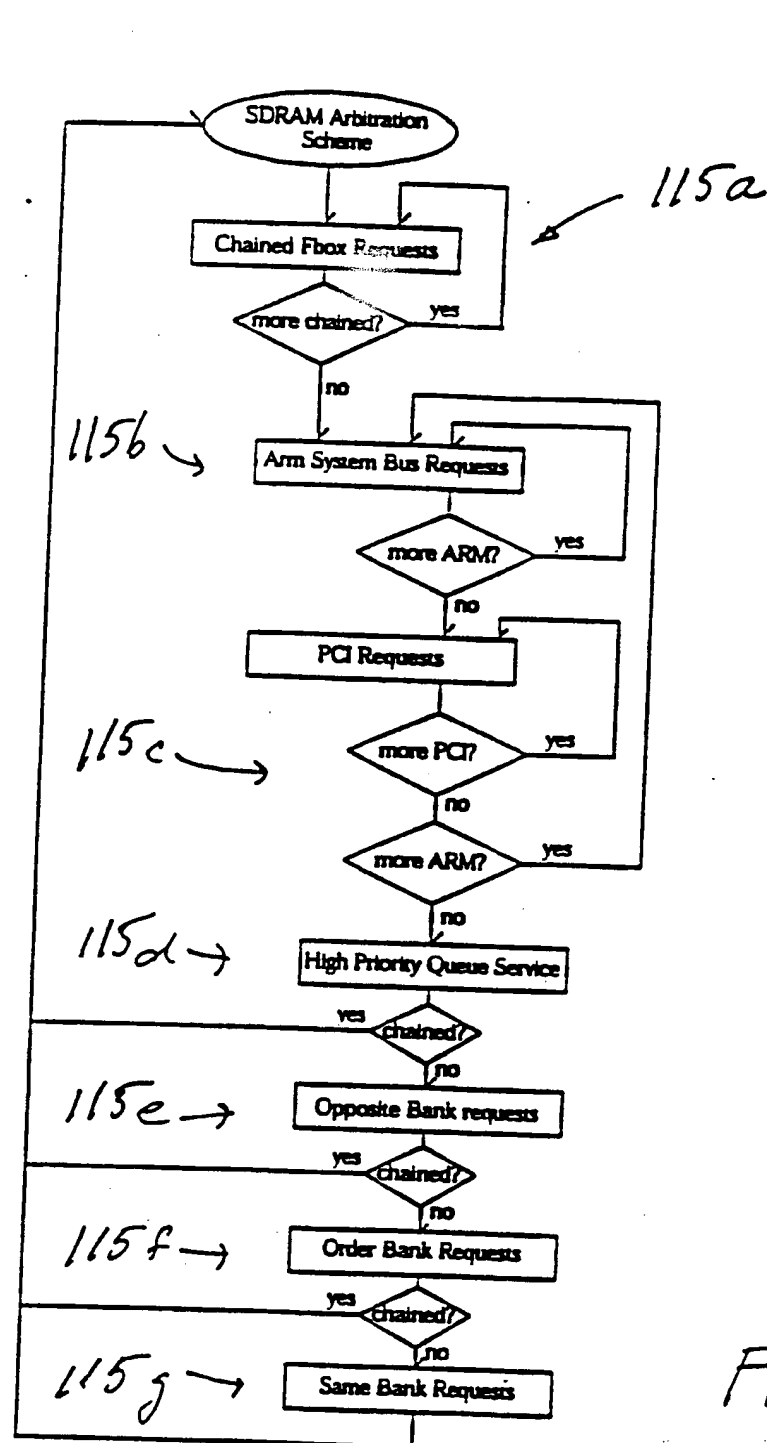 SDRAM Arbitration
Scheme
115a
Chained Fbox Requests
more chained?
yes
no
115b
Arm System Bus Requests
more ARM?
yes
no
PCI Requests
115c
more PCI?
yes
no
more ARM?
yes
no
115d
High Priority Queue Service
yes
chained?
no
115e
Opposite Bank requests
yes
chained?
no
115f
Order Bank Requests
yes
chained?
no
115g
Same Bank Requests